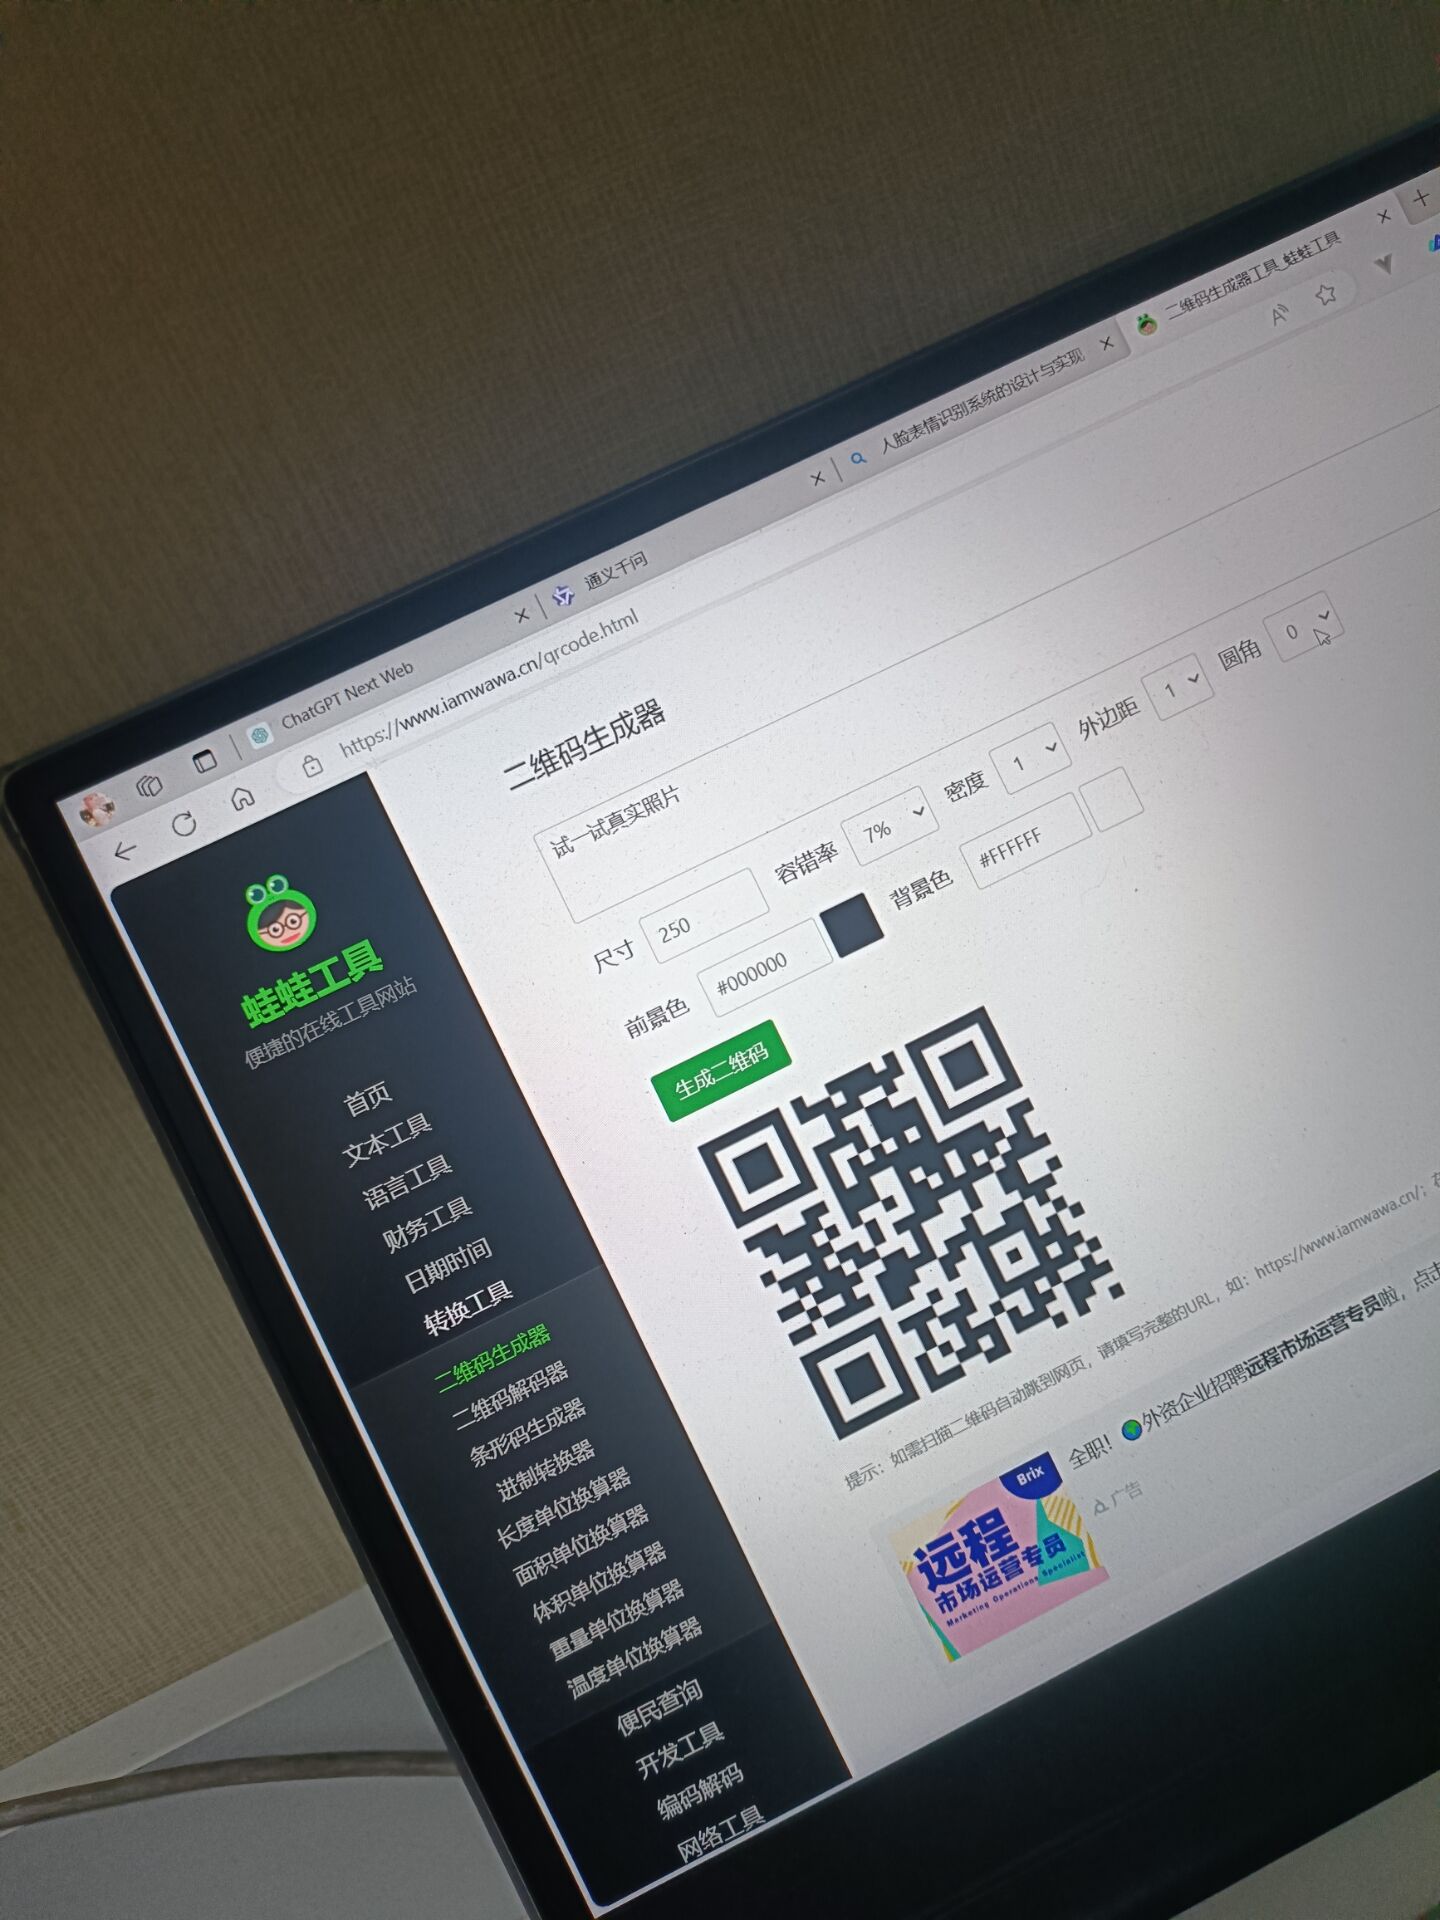 ChatGPT Next Web
通义千问
人脸表情识别系统的设计与实现
二维码生成器工具_蛙蛙工具
https://www.iamwawa.cn/qrcode.html
蛙蛙工具
便捷的在线工具网站
首页
文本工具
语言工具
财务工具
日期时间
转换工具
二维码生成器
二维码解码器
条形码生成器
进制转换器
长度单位换算器
面积单位换算器
体积单位换算器
重量单位换算器
温度单位换算器
便民查询
开发工具
编码解码
网络工具
二维码生成器
试一试真实照片
尺寸 250 容错率 7% 密度 1 外边距 1 圆角 0
前景色 #000000 背景色 #FFFFFF
生成二维码
提示：如需扫描二维码自动跳到网页，请填写完整的URL，如：https://www.iamwawa.cn/；在
全职！🌍外资企业招聘远程市场运营专员啦，点击
广告
Brix
远程
市场运营专员
Marketing Operations Specialist